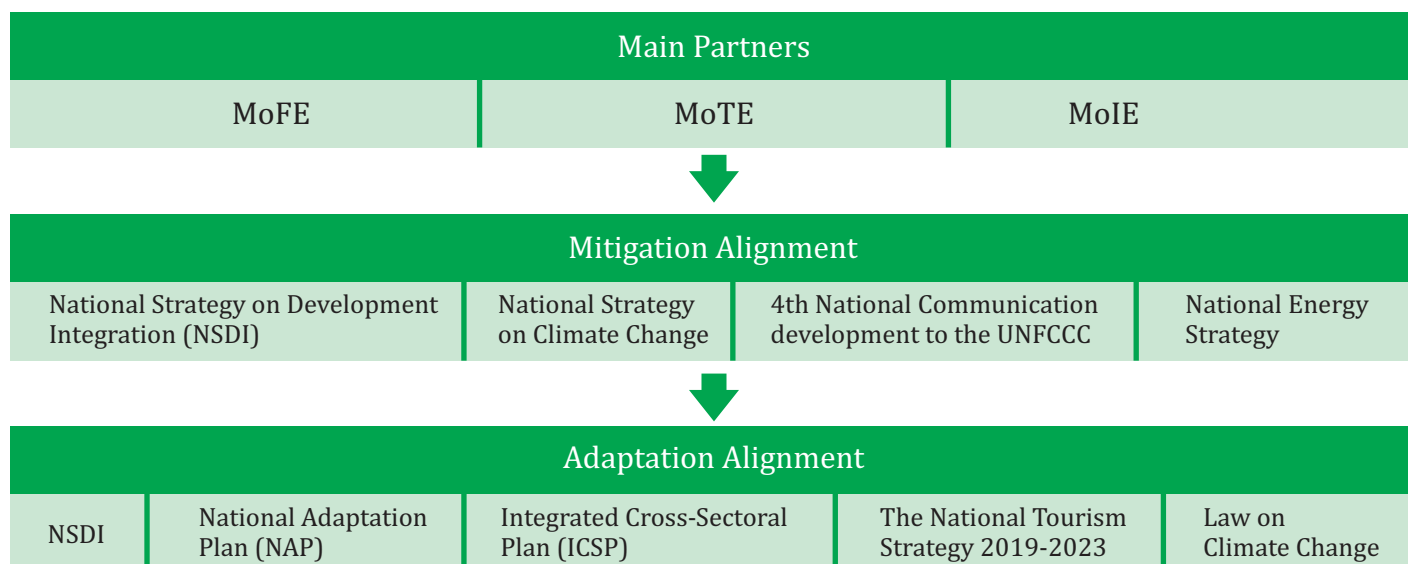 Main Partners
MoFE
MoTE
MoIE
Mitigation Alignment
National Strategy on Development
Integration (NSDI)
National Strategy
on Climate Change
4th National Communication
development to the UNFCCC
National Energy
Strategy
Adaptation Alignment
NSDI
National Adaptation
Plan (NAP)
Integrated Cross-Sectoral
Plan (ICSP)
The National Tourism
Strategy 2019-2023
Law on
Climate Change